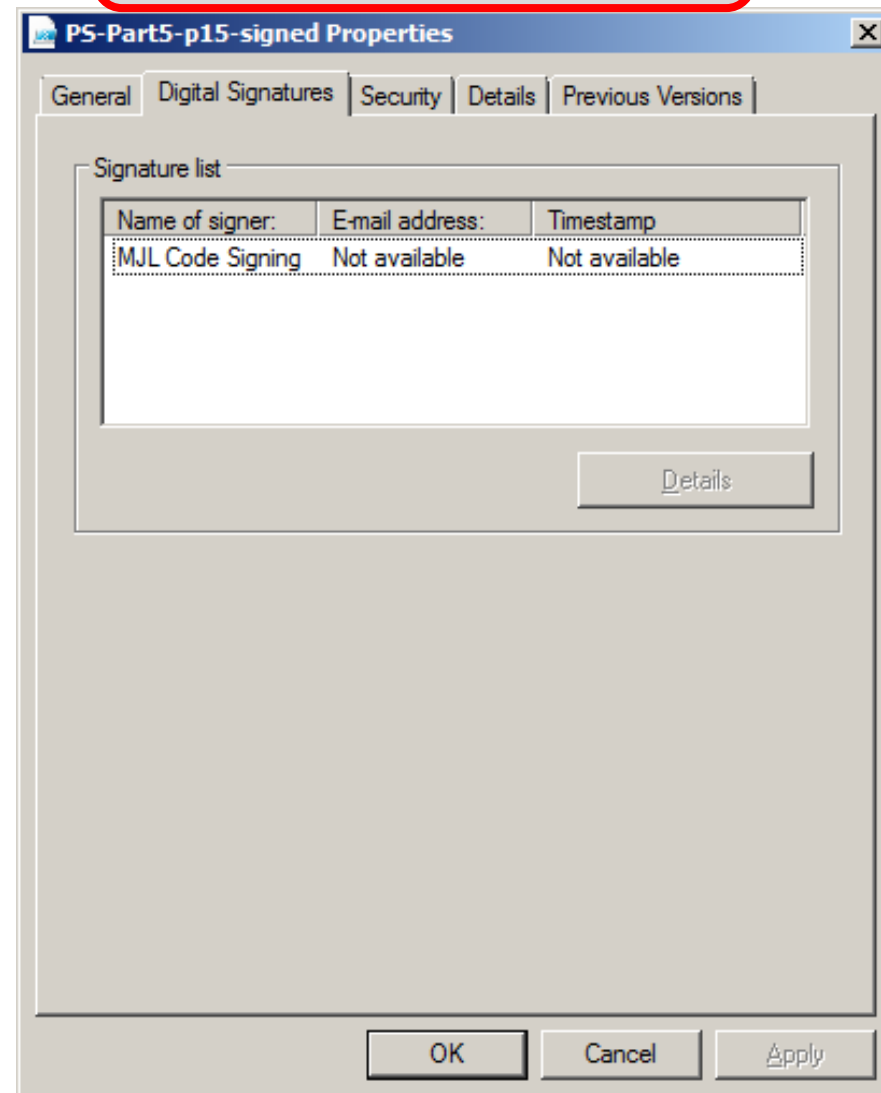 PS-Part5-p15-signed Properties
General Digital Signatures Security Details Previous Versions
Signature list
Name of signer: E-mail address: Timestamp
MJL Code Signing Not available Not available
Details
OK Cancel Apply